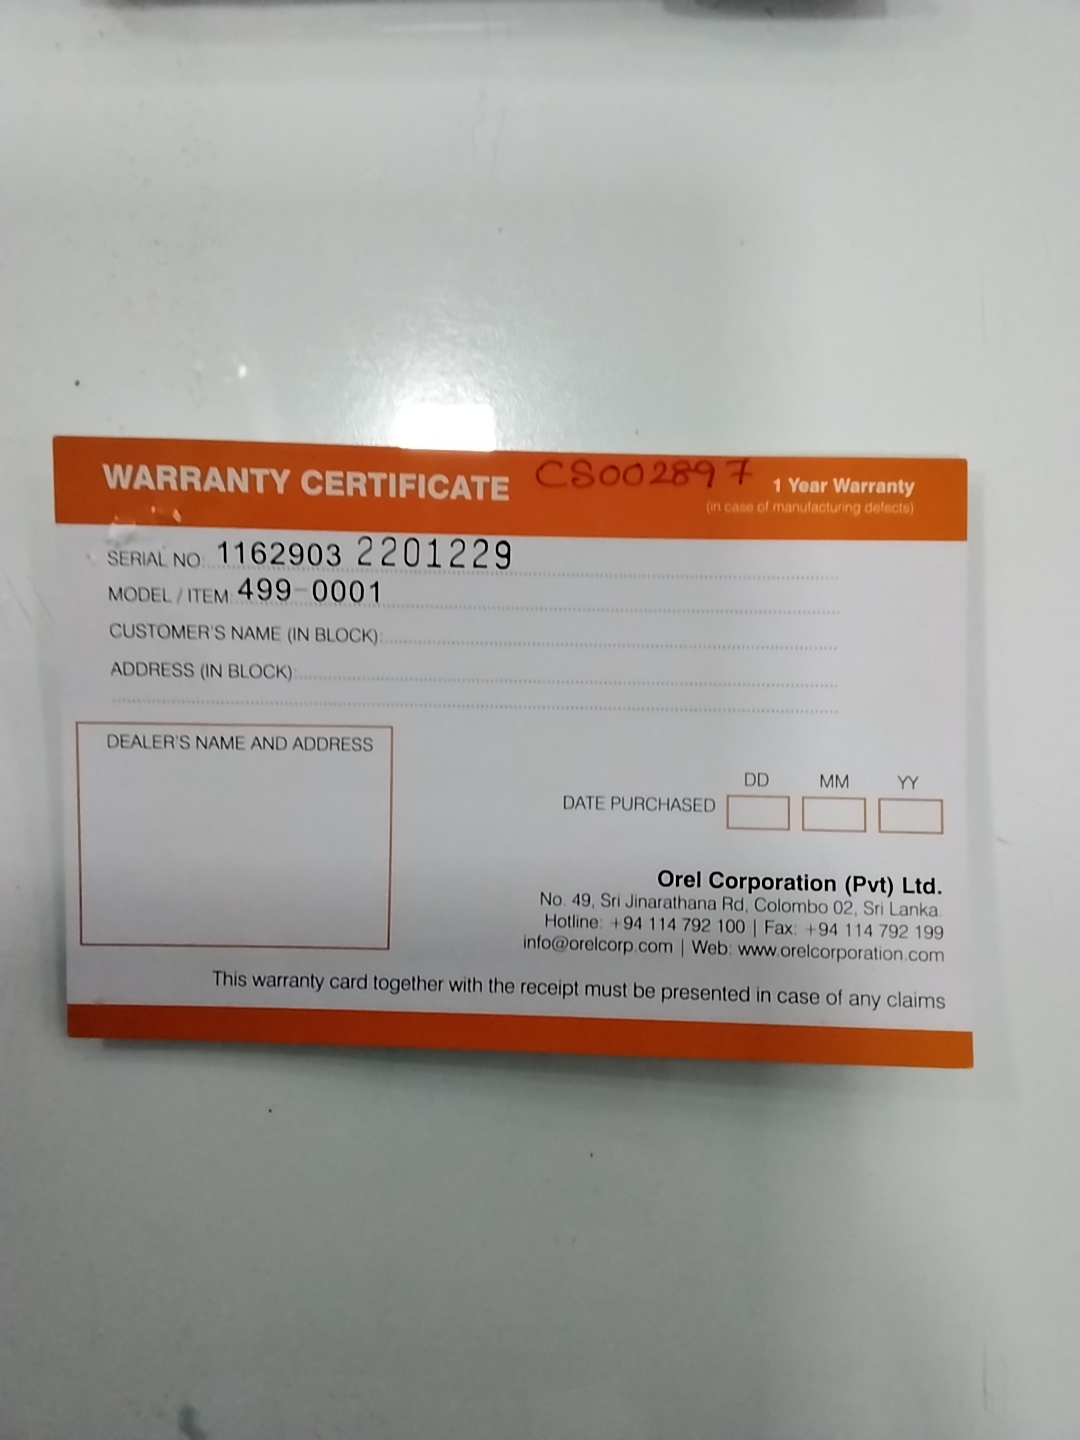 WARRANTY CERTIFICATE CS002897 1 Year Warranty
(in case of manufacturing defects)
SERIAL NO: 1162903 2201229
MODEL / ITEM: 499-0001
CUSTOMER'S NAME (IN BLOCK):
ADDRESS (IN BLOCK):
DEALER'S NAME AND ADDRESS
DD MM YY
DATE PURCHASED
Orel Corporation (Pvt) Ltd.
No. 49, Sri Jinarathana Rd, Colombo 02, Sri Lanka.
Hotline: +94 114 792 100 | Fax: +94 114 792 199
info@orelcorp.com | Web: www.orelcorporation.com
This warranty card together with the receipt must be presented in case of any claims